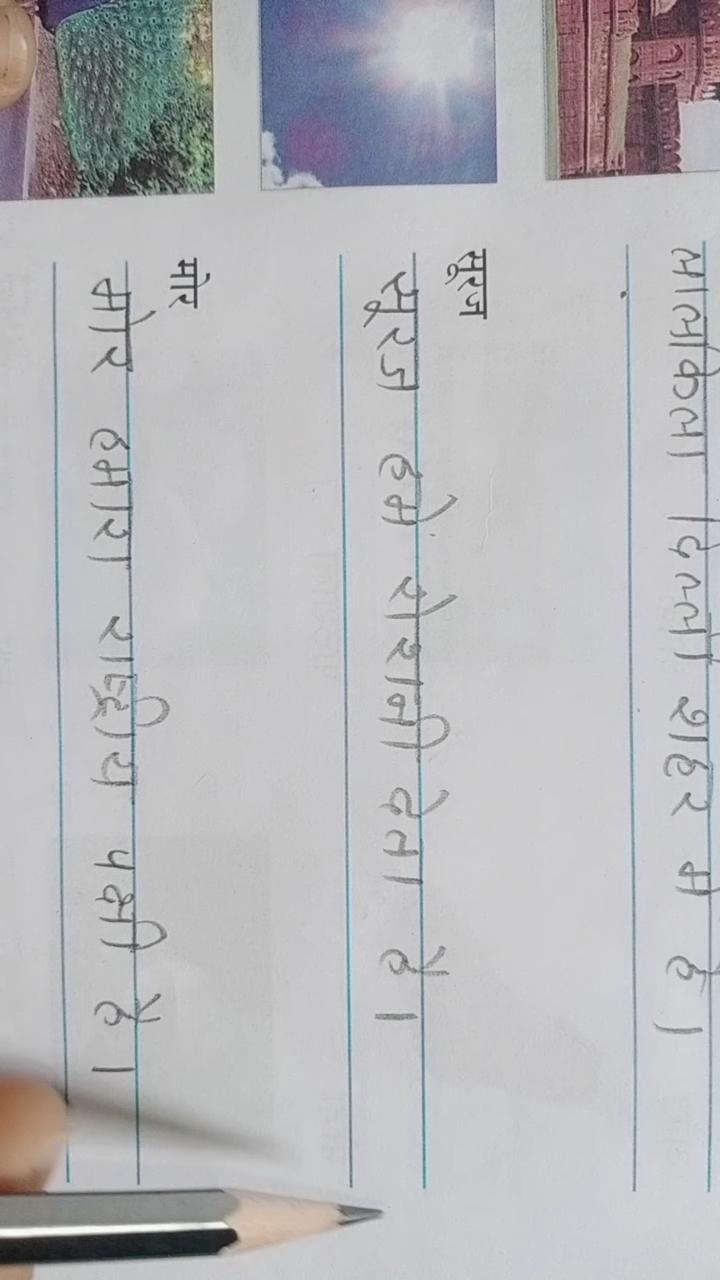 लालकिला दिल्ली शहर में है।
सूरज
सूरज हमें रोशनी देता है।
मोर
मोर हमारा राष्ट्रीय पक्षी है।